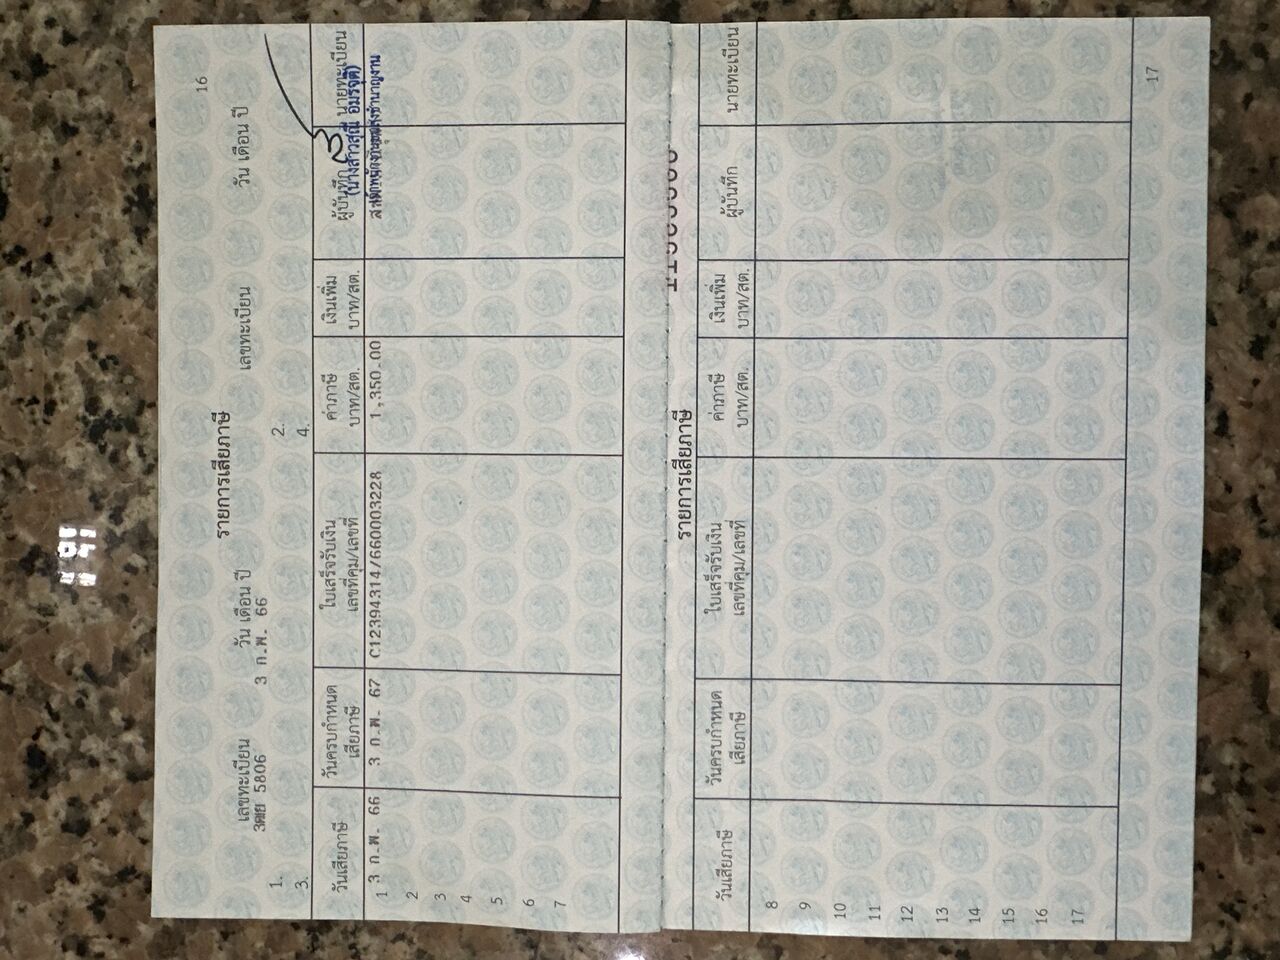 16
รายการเสียภาษี
เลขทะเบียน วัน เดือน ปี เลขทะเบียน วัน เดือน ปี
1. 3ฒย 5806 3 ก.พ. 66 2.
3. 4.
วันเสียภาษี วันครบกำหนด เสียภาษี ใบเสร็จรับเงิน เลขที่คุม/เลขที่ ค่าภาษี บาท/สต. เงินเพิ่ม บาท/สต. ผู้บันทึก นายทะเบียน
1 3 ก.พ. 66 3 ก.พ. 67 C12394314/660003228 1,350.00
2
3
4
5
6
7
รายการเสียภาษี
วันเสียภาษี วันครบกำหนด เสียภาษี ใบเสร็จรับเงิน เลขที่คุม/เลขที่ ค่าภาษี บาท/สต. เงินเพิ่ม บาท/สต. ผู้บันทึก นายทะเบียน
8
9
10
11
12
13
14
15
16
17
17